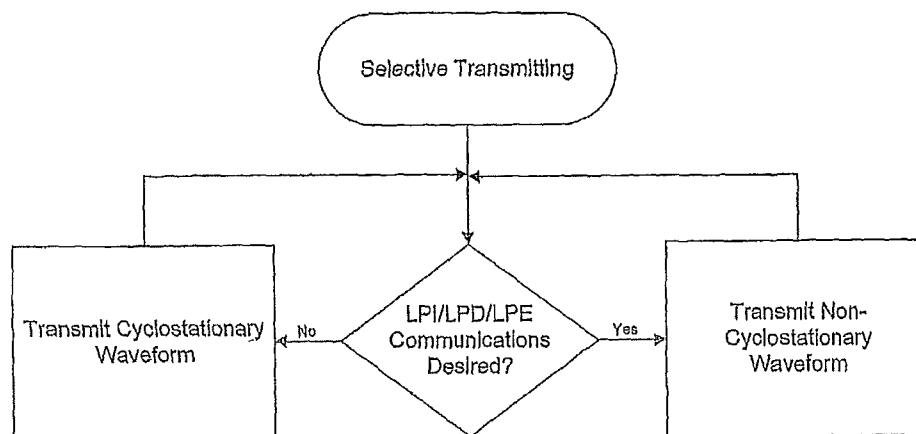 Selective Transmitting
Transmit Cyclostationary
Waveform
No
LPI/LPD/LPE
Communications
Desired?
Yes
Transmit Non-
Cyclostationary
Waveform